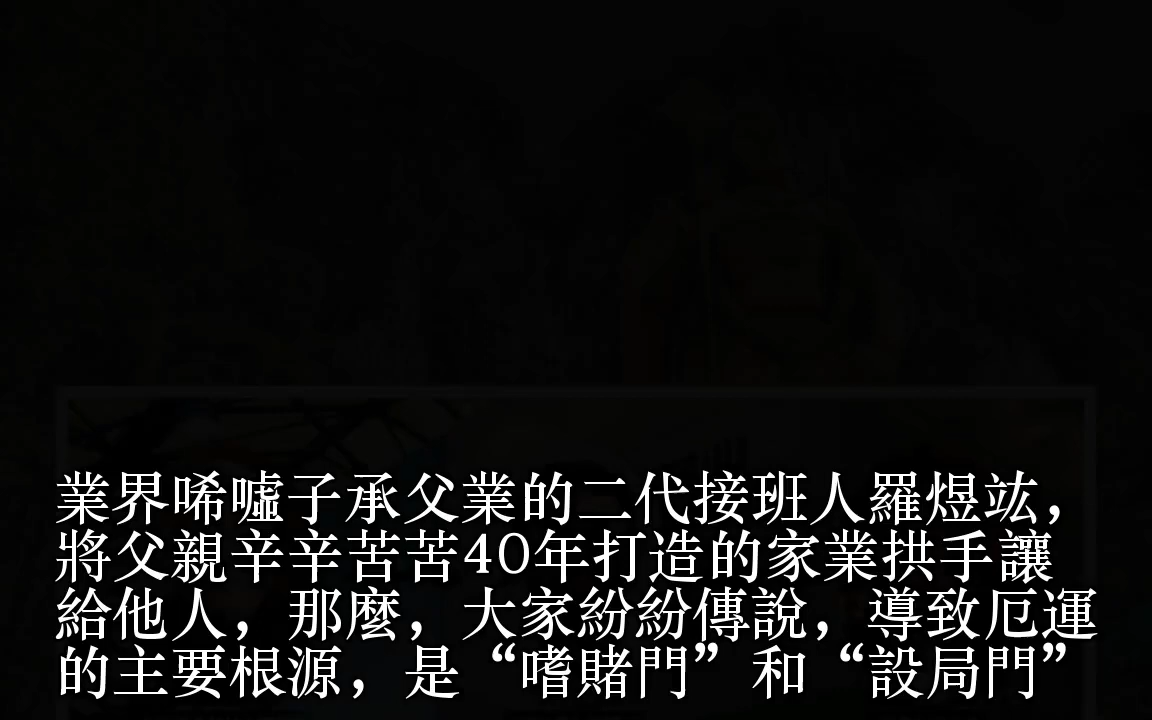 業界唏噓子承父業的二代接班人羅煜竑，
將父親辛辛苦苦40年打造的家業拱手讓
給他人，那麼，大家紛紛傳說，導致厄運
的主要根源，是“嗜賭門”和“設局門”